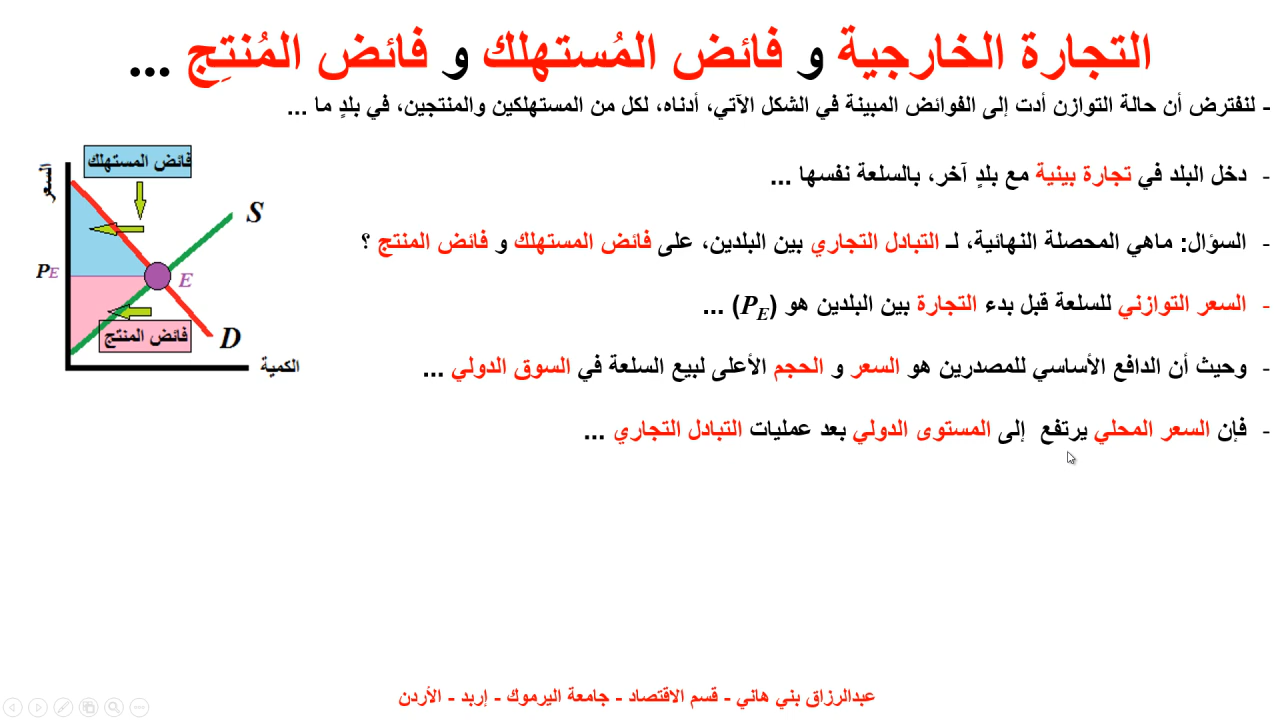 التجارة الخارجية و فائض المُستهلك و فائض المُنتِج ...
- لنفترض أن حالة التوازن أدت إلى الفوائض المبينة في الشكل الآتي، أدناه، لكل من المستهلكين والمنتجين، في بلدٍ ما ...
- دخل البلد في تجارة بينية مع بلدٍ آخر، بالسلعة نفسها ...
- السؤال: ماهي المحصلة النهائية، لـ التبادل التجاري بين البلدين، على فائض المستهلك و فائض المنتج ؟
- السعر التوازني للسلعة قبل بدء التجارة بين البلدين هو (PE) ...
- وحيث أن الدافع الأساسي للمصدرين هو السعر و الحجم الأعلى لبيع السلعة في السوق الدولي ...
- فإن السعر المحلي يرتفع إلى المستوى الدولي بعد عمليات التبادل التجاري ...
فائض المستهلك
السعر
S
PE
E
فائض المنتج
D
الكمية
عبدالرزاق بني هاني - قسم الاقتصاد - جامعة اليرموك - إربد - الأردن